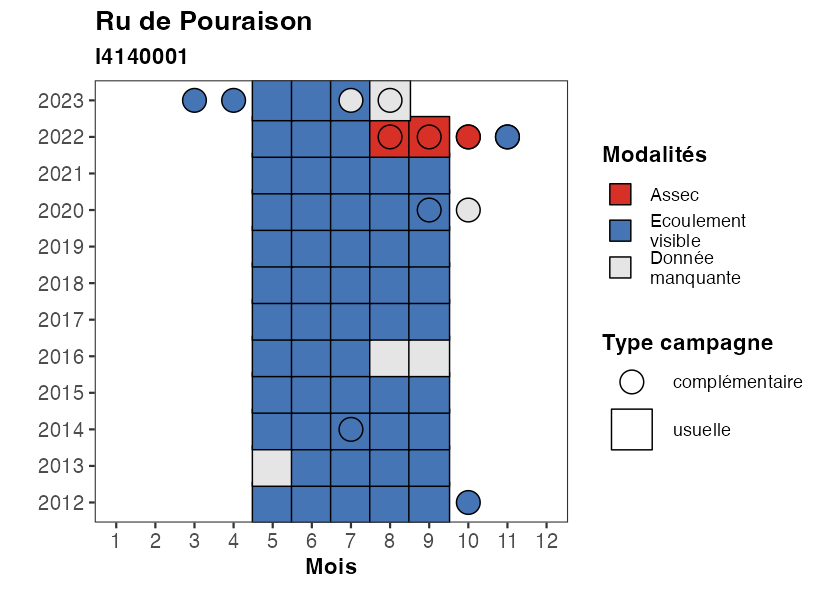 Ru de Pouraison
I4140001
2023
2022
2021
2020
2019
2018
2017
2016
2015
2014
2013
2012
1 2 3 4 5 6 7 8 9 10 11 12
Mois
Modalités
Assec
Ecoulement
visible
Donnée
manquante
Type campagne
complémentaire
usuelle